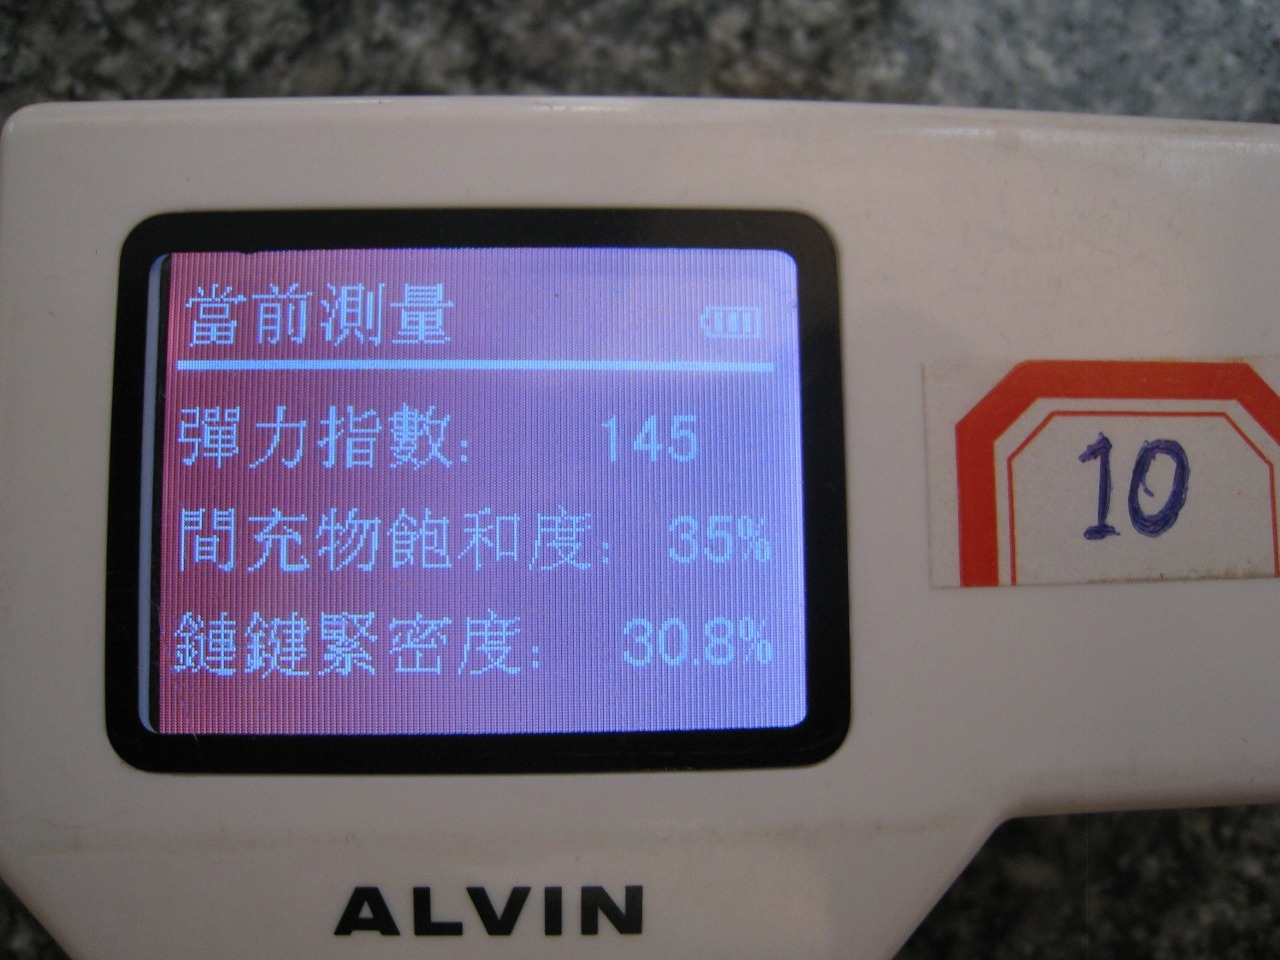 當前測量
彈力指數: 145
間充物飽和度: 35%
鏈鍵緊密度: 30.8%
10
ALVIN